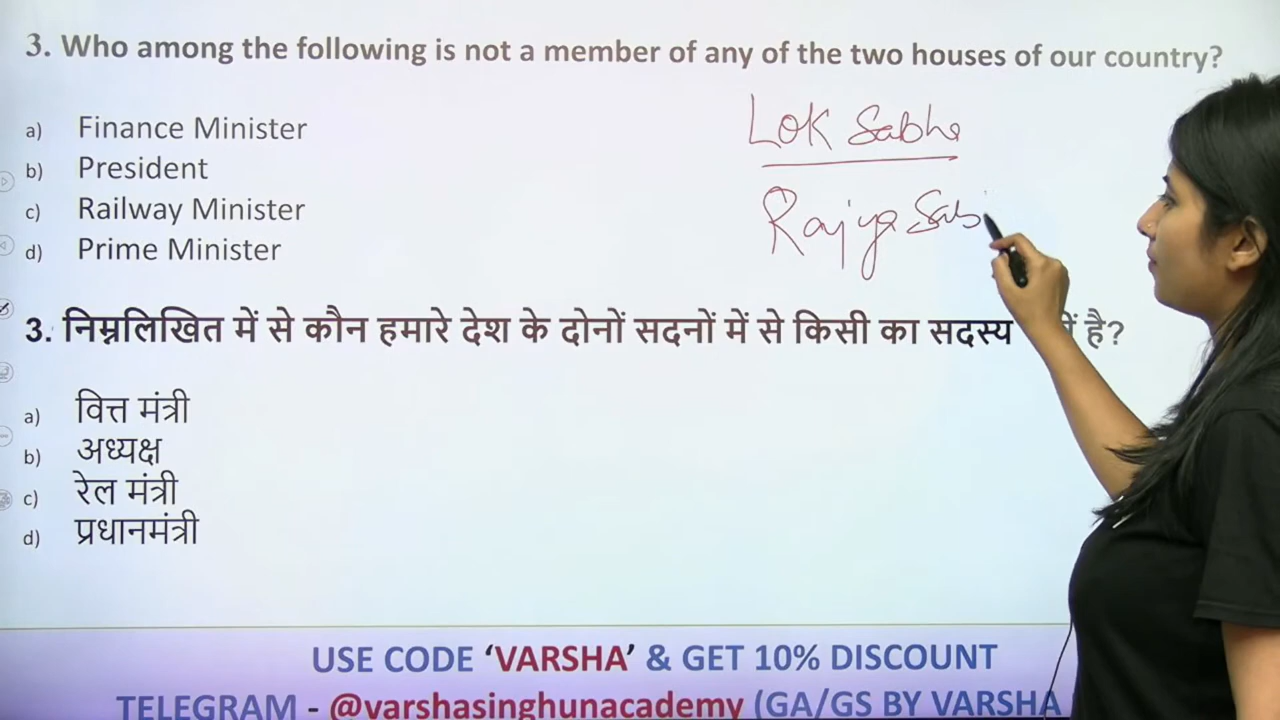 3. Who among the following is not a member of any of the two houses of our country?
a) Finance Minister
b) President
c) Railway Minister
d) Prime Minister
Lok Sabha
Rajya Sab
3. निम्नलिखित में से कौन हमारे देश के दोनों सदनों में से किसी का सदस्य है?
a) वित्त मंत्री
b) अध्यक्ष
c) रेल मंत्री
d) प्रधानमंत्री
USE CODE ‘VARSHA’ & GET 10% DISCOUNT
TELEGRAM - @varshasinghunacademy (GA/GS BY VARSHA